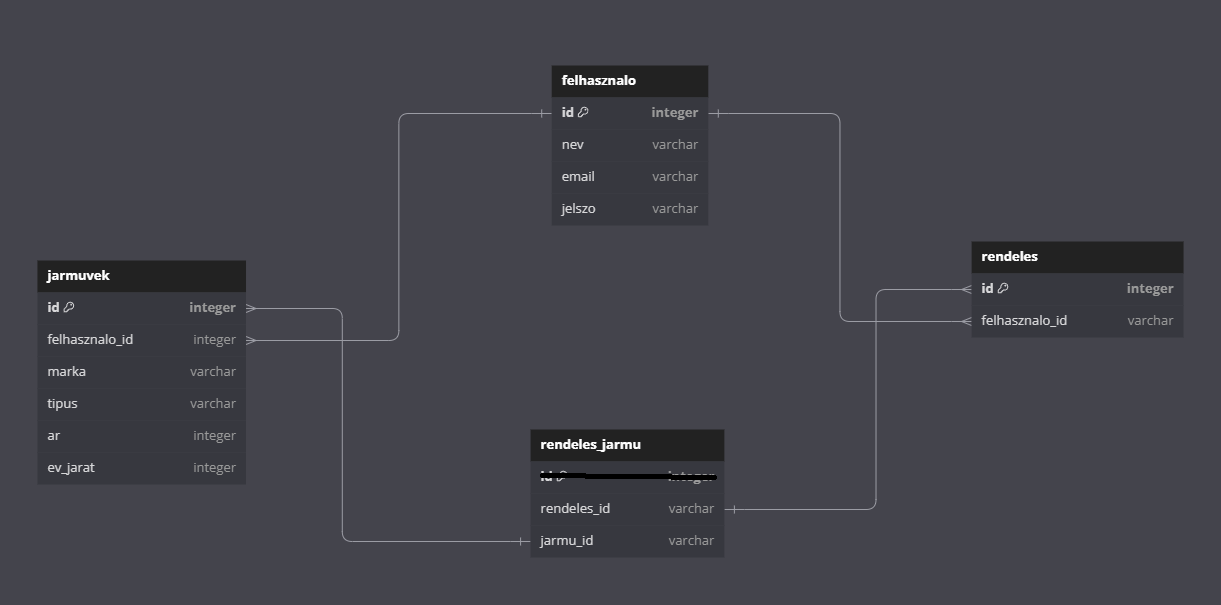 felhasznalo
id integer
nev varchar
email varchar
jelszo varchar
rendeles
id integer
felhasznalo_id varchar
jarmuvek
id integer
felhasznalo_id integer
marka varchar
tipus varchar
ar integer
ev_jarat integer
rendeles_jarmu
id integer
rendeles_id varchar
jarmu_id varchar